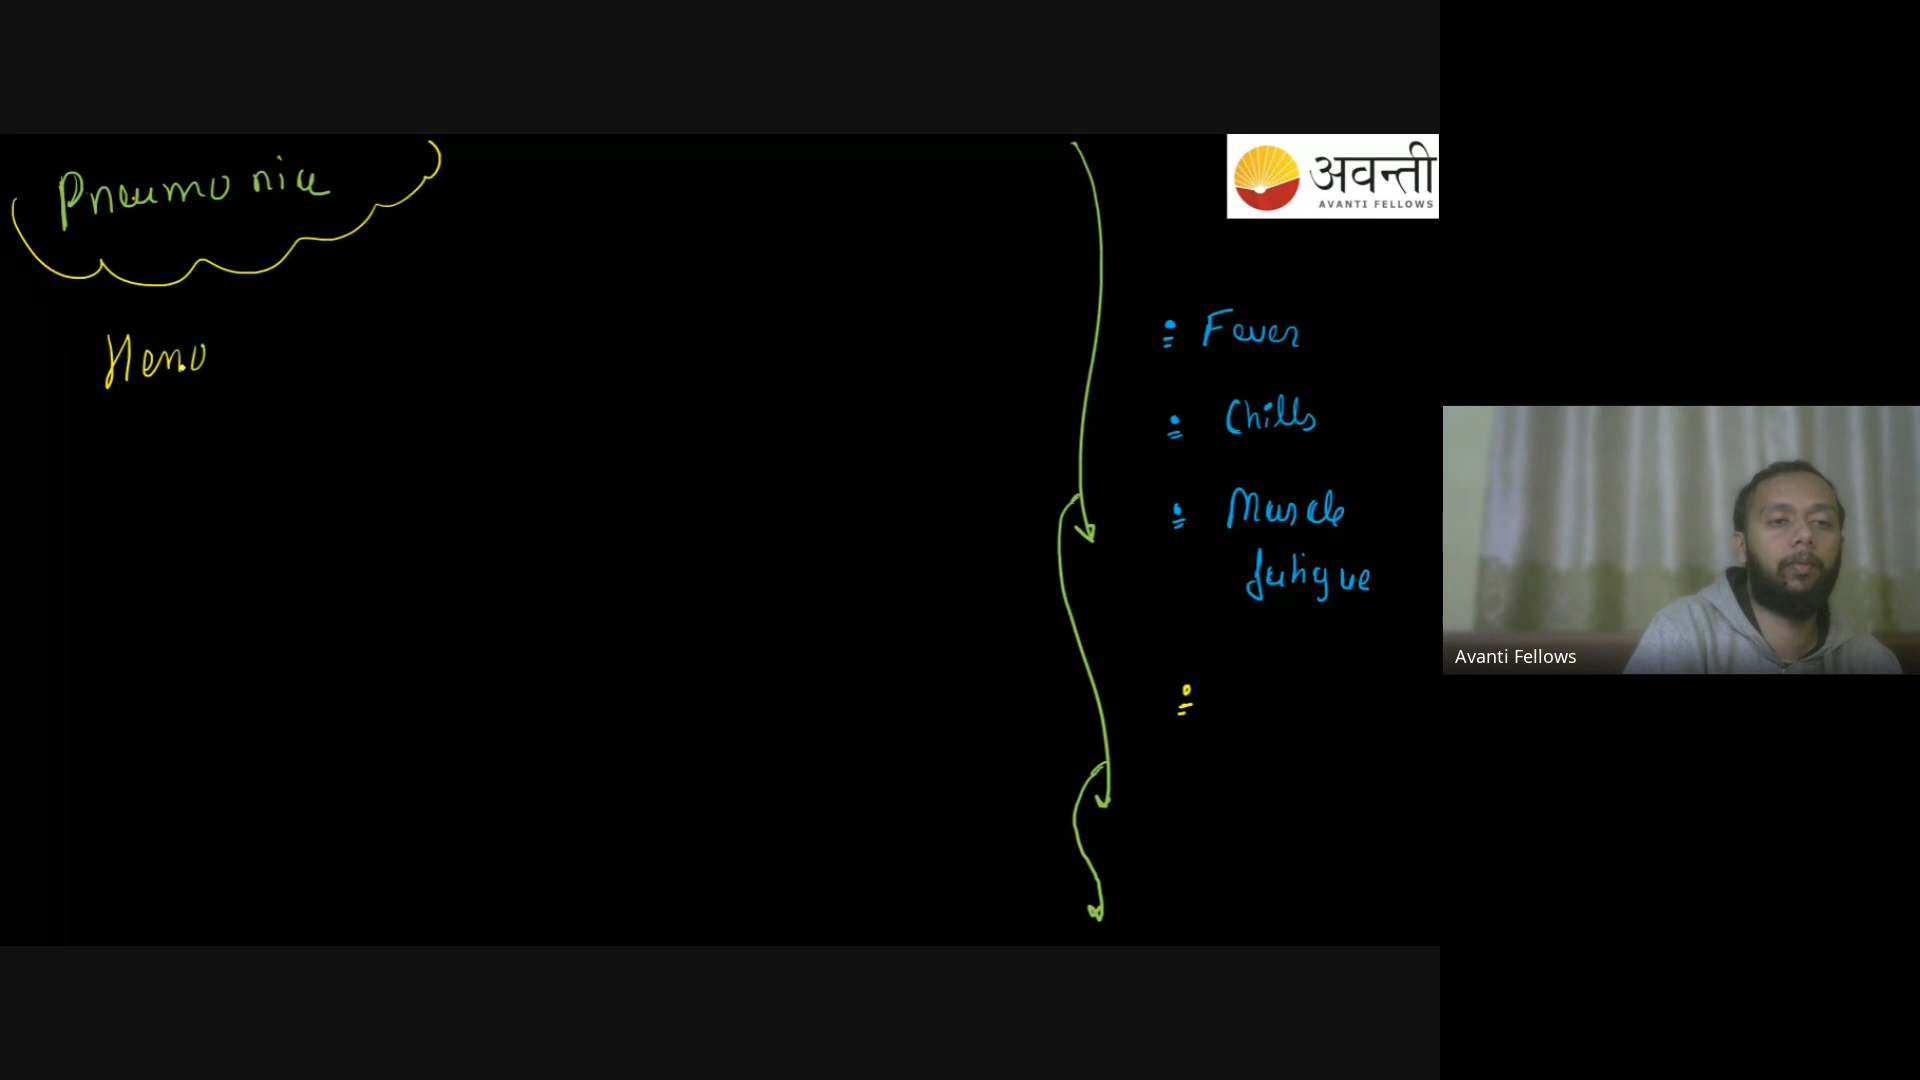 Pneumonia
Hemo
अवन्ती
AVANTI FELLOWS
Fever
Chills
Muscle
fatigue
Avanti Fellows